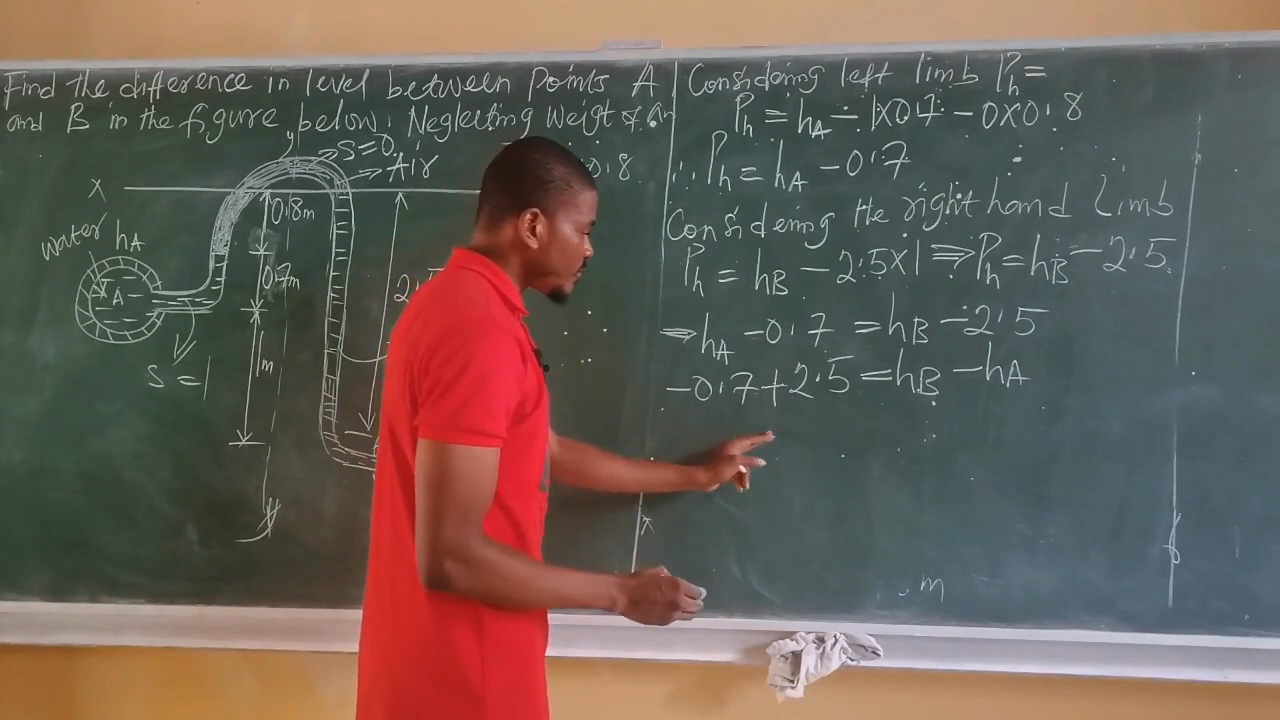 Find the difference in level between points A
and B in the figure below. Neglecting weigt of
S=0
Air
0.8
X
0.8m
water hA
0.7m
A
2.
1m
S=1
Considering left limb Ph=
Ph = hA - 1x0.7 - 0x0.8
∴ Ph = hA - 0.7
Considering the right hand Limb
Ph = hB - 2.5x1 ⇒ Ph = hB - 2.5
⇒ hA - 0.7 = hB - 2.5
-0.7+2.5 = hB - hA
m